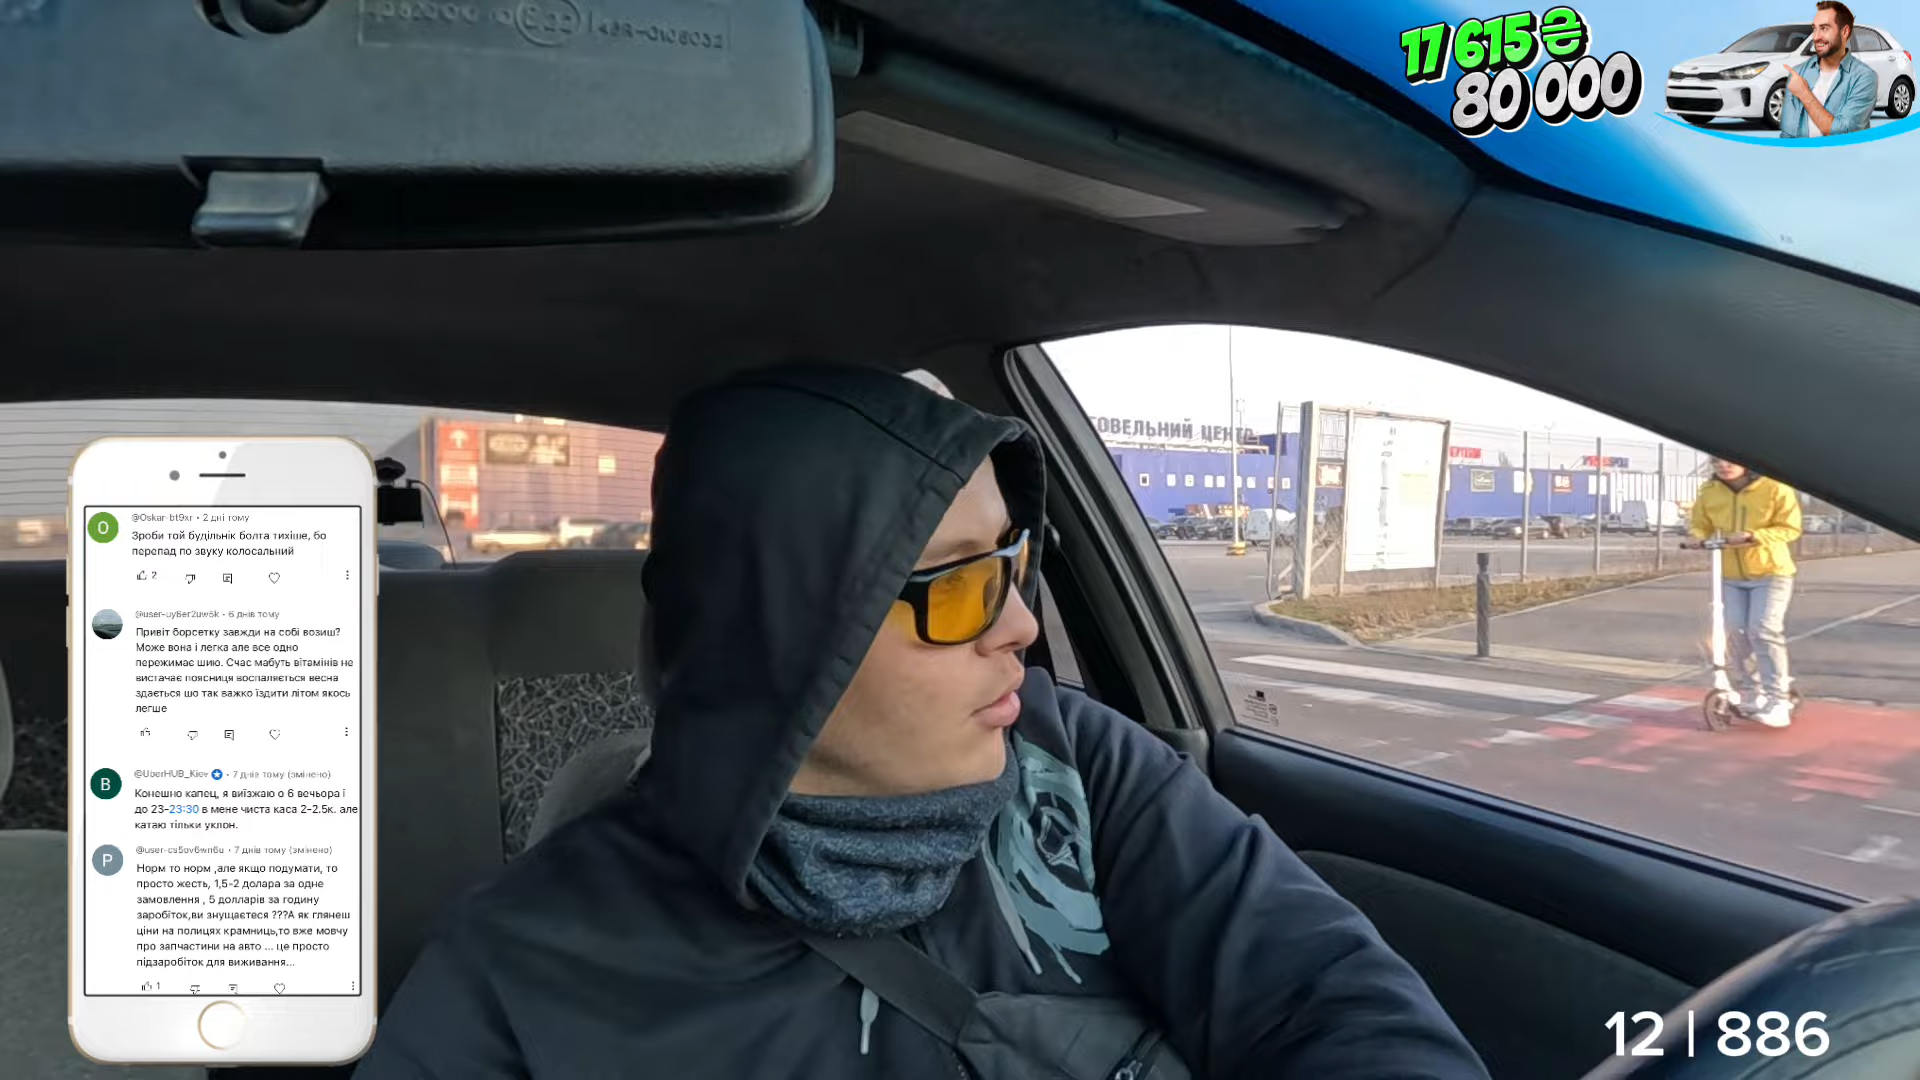 17 615 ₴
80 000
ОВЕЛЬНИЙ ЦЕНТР
@Oskar-bt9xr • 2 дні тому
Зроби той будільнік болта тихіше, бо
перепад по звуку колосальний
2
@user-uy8er2uw5k • 6 днів тому
Привіт борсетку завжди на собі возиш?
Може вона і легка але все одно
пережимає шию. Счас мабуть вітамінів не
вистачає поясниця воспаляється весна
здається шо так важко їздити літом якось
легше
@UberHUB_Kiev • 7 днів тому (змінено)
Конешно капец, я виїзжаю о 6 вечьора і
до 23-23:30 в мене чиста каса 2-2.5к. але
катаю тільки уклон.
@user-cs5ov6wn6u • 7 днів тому (змінено)
Норм то норм ,але якщо подумати, то
просто жесть, 1,5-2 долара за одне
замовлення , 5 долларів за годину
заробіток,ви знущаєтеся ???А як глянеш
ціни на полицях крамниць,то вже мовчу
про запчастини на авто ... це просто
підзаробіток для виживання...
1
12 | 886